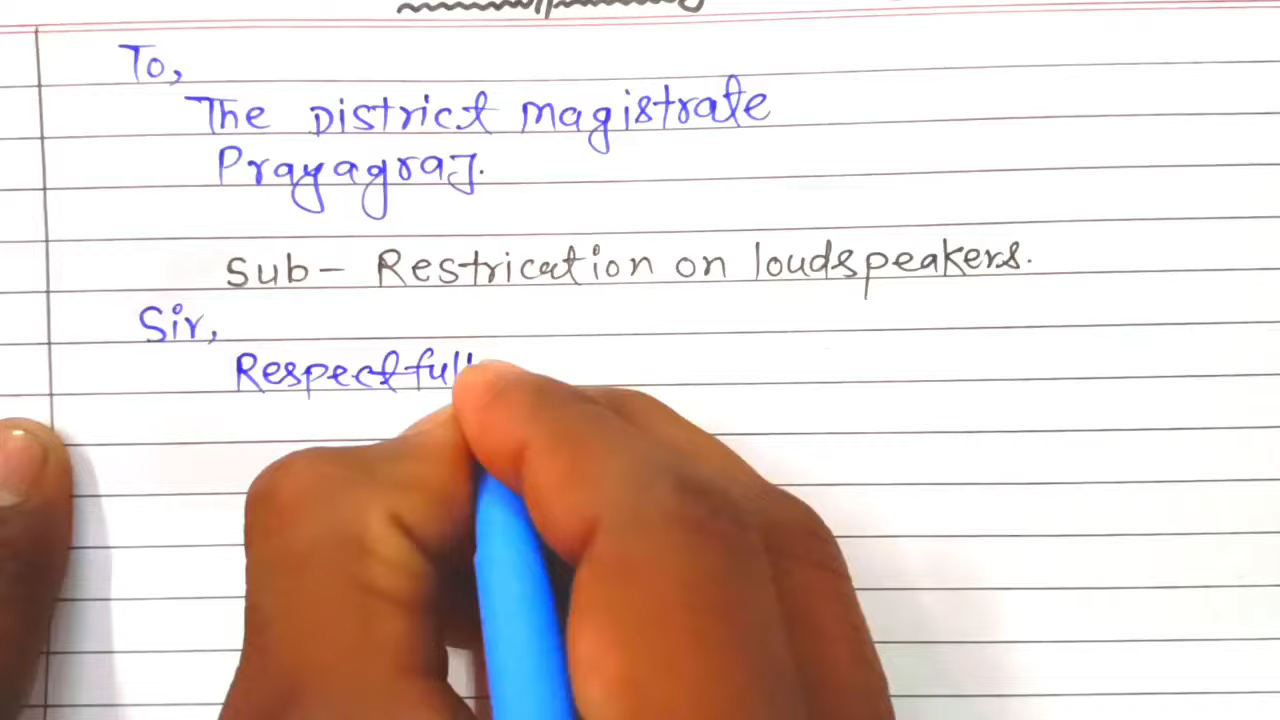 To,
The District magistrate
Prayagraj.
Sub- Restrication on loudspeakers.
Sir,
Respectfull